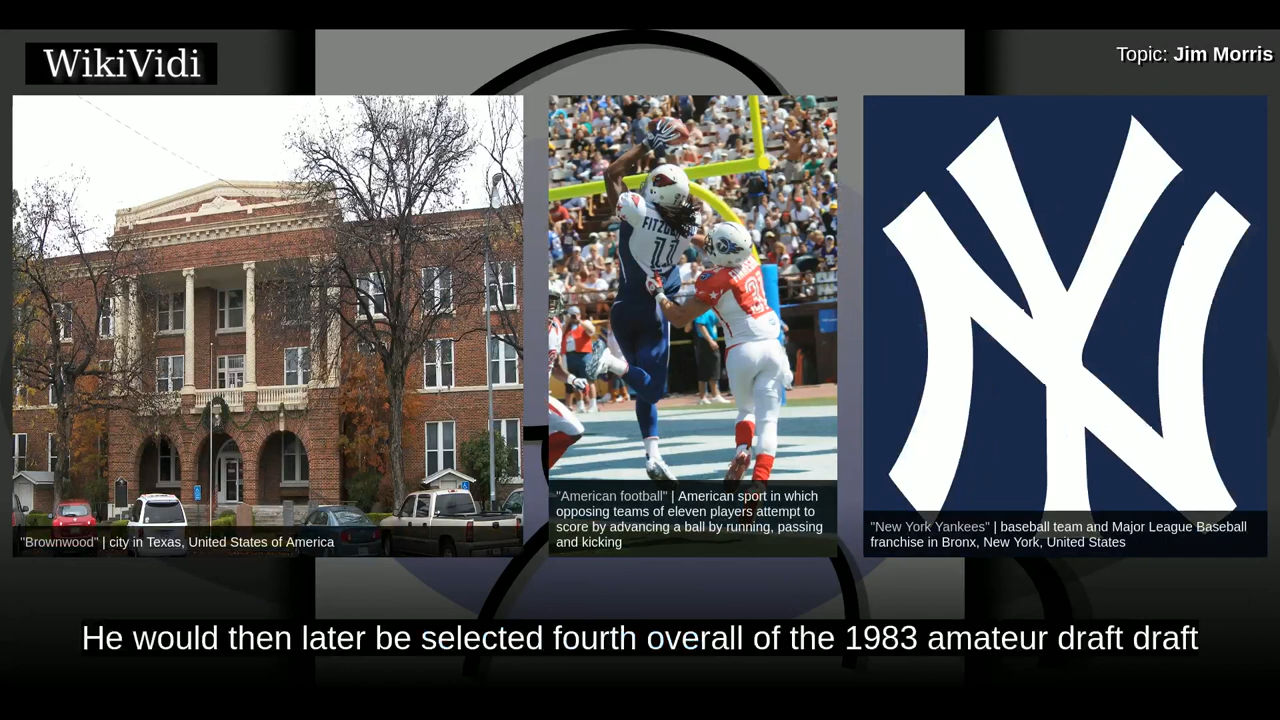 WikiVidi
Topic: Jim Morris
FITZGE
11
"Brownwood" | city in Texas, United States of America
"American football" | American sport in which
opposing teams of eleven players attempt to
score by advancing a ball by running, passing
and kicking
NY
"New York Yankees" | baseball team and Major League Baseball
franchise in Bronx, New York, United States
He would then later be selected fourth overall of the 1983 amateur draft draft